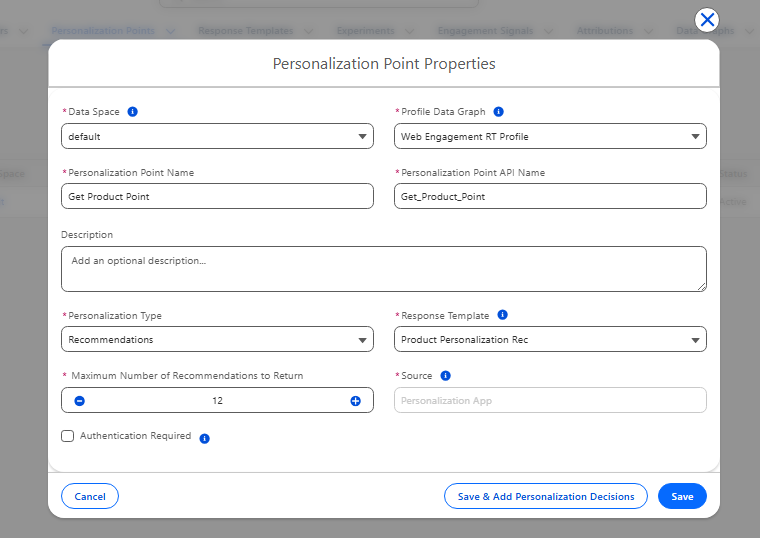 Personalization Points Response Templates Experiments Engagement Signals Attributions Data Graphs
Personalization Point Properties
* Data Space
* Profile Data Graph
default
Web Engagement RT Profile
* Personalization Point Name
* Personalization Point API Name
Get Product Point
Get_Product_Point
Description
Add an optional description...
* Personalization Type
* Response Template
Recommendations
Product Personalization Rec
* Maximum Number of Recommendations to Return
* Source
12
Personalization App
Authentication Required
Space
Status
Active
Cancel
Save & Add Personalization Decisions
Save